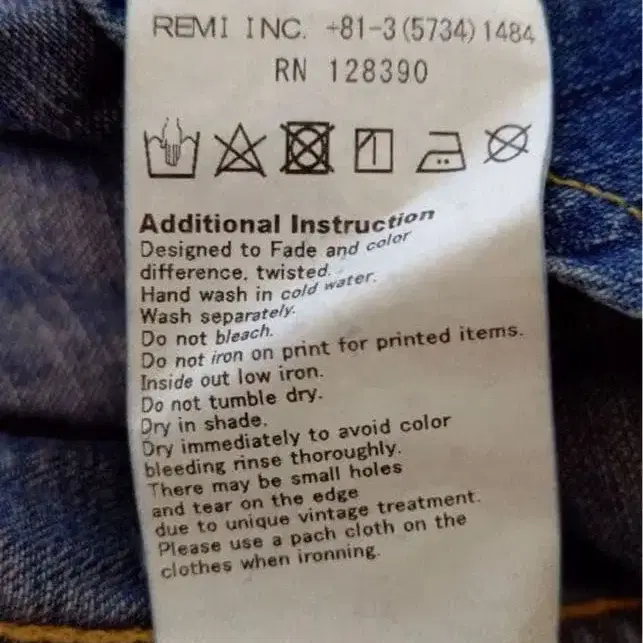 REMI INC. +81-3(5734)1484
RN 128390
Additional Instruction
Designed to Fade and color
difference. twisted.
Hand wash in cold water.
Wash separately.
Do not bleach.
Do not iron on print for printed items.
Inside out low iron.
Do not tumble dry.
Dry in shade.
Dry immediately to avoid color
bleeding rinse thoroughly.
There may be small holes
and tear on the edge
due to unique vintage treatment.
Please use a pach cloth on the
clothes when ironning.